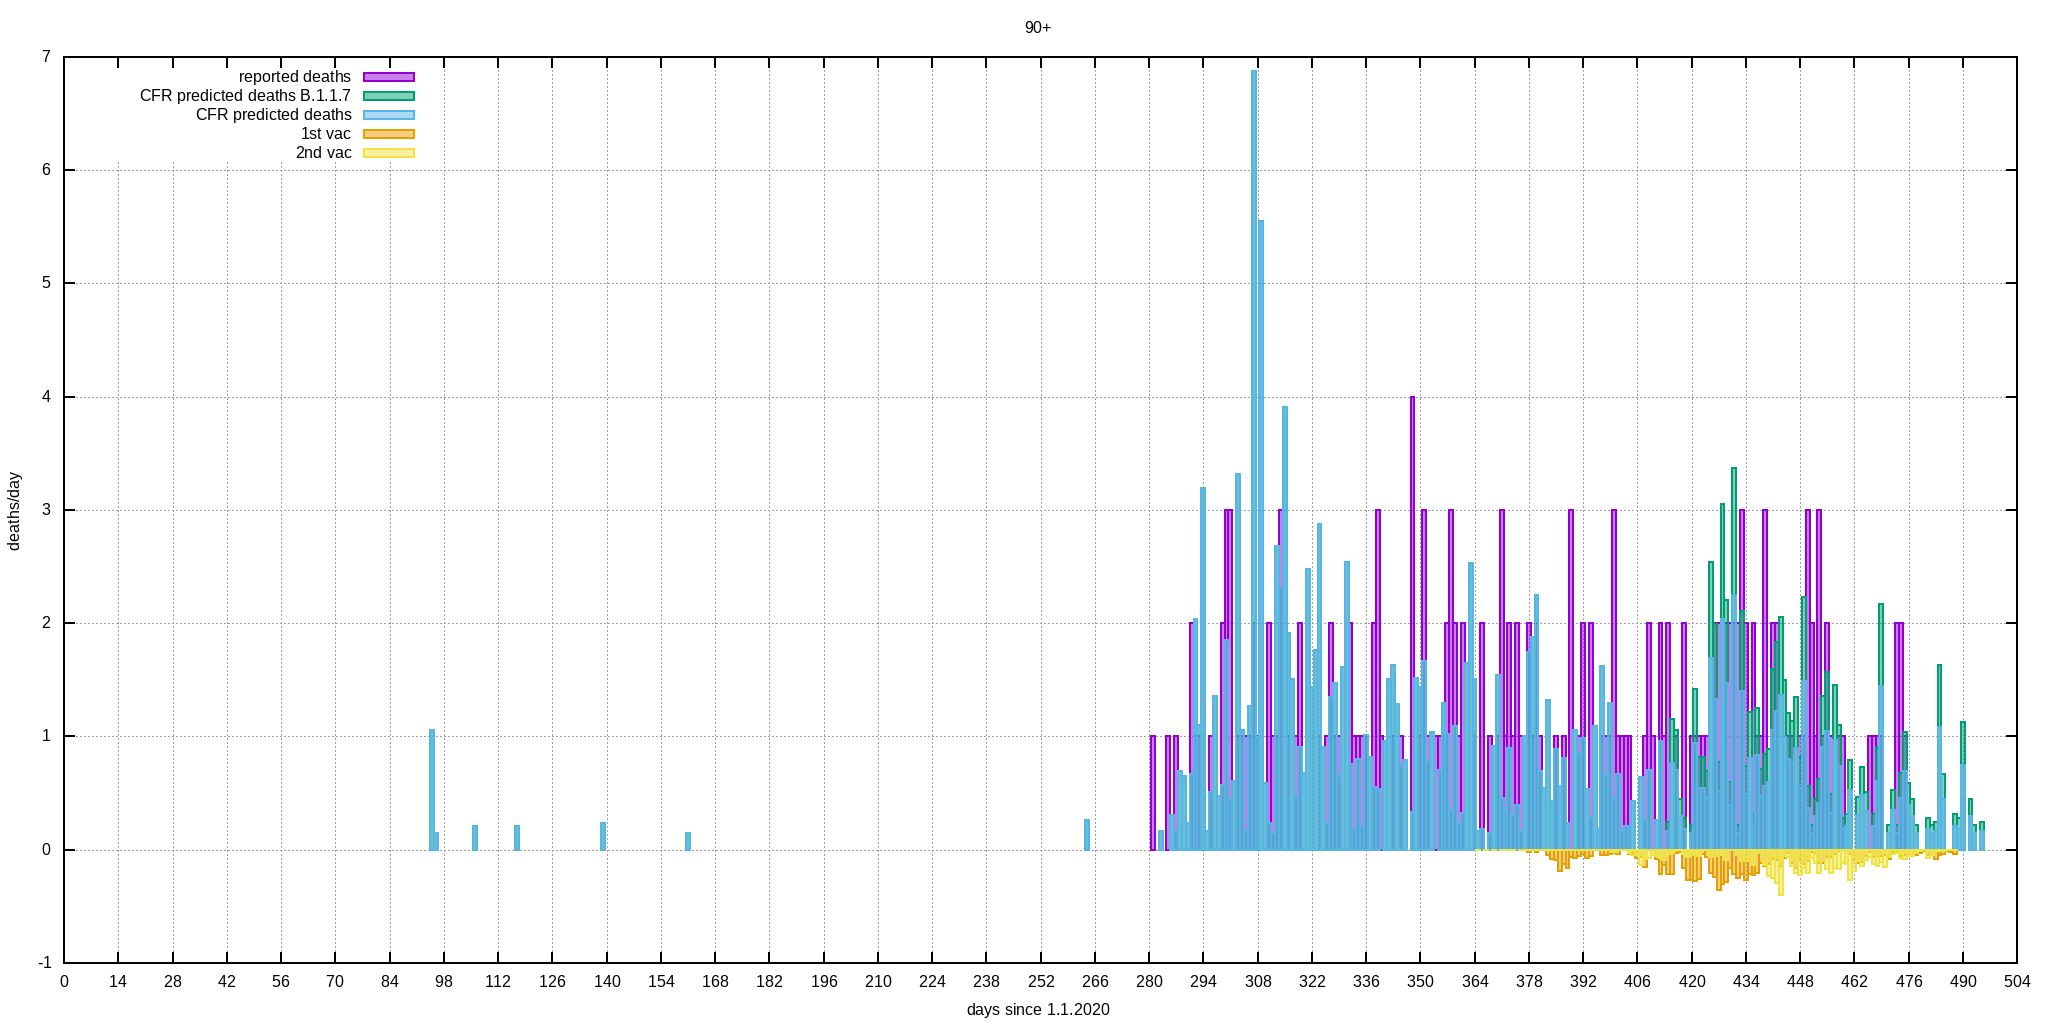 90+
reported deaths
CFR predicted deaths B.1.1.7
CFR predicted deaths
1st vac
2nd vac
7
6
5
4
3
2
1
0
-1
deaths/day
0 14 28 42 56 70 84 98 112 126 140 154 168 182 196 210 224 238 252 266 280 294 308 322 336 350 364 378 392 406 420 434 448 462 476 490 504
days since 1.1.2020